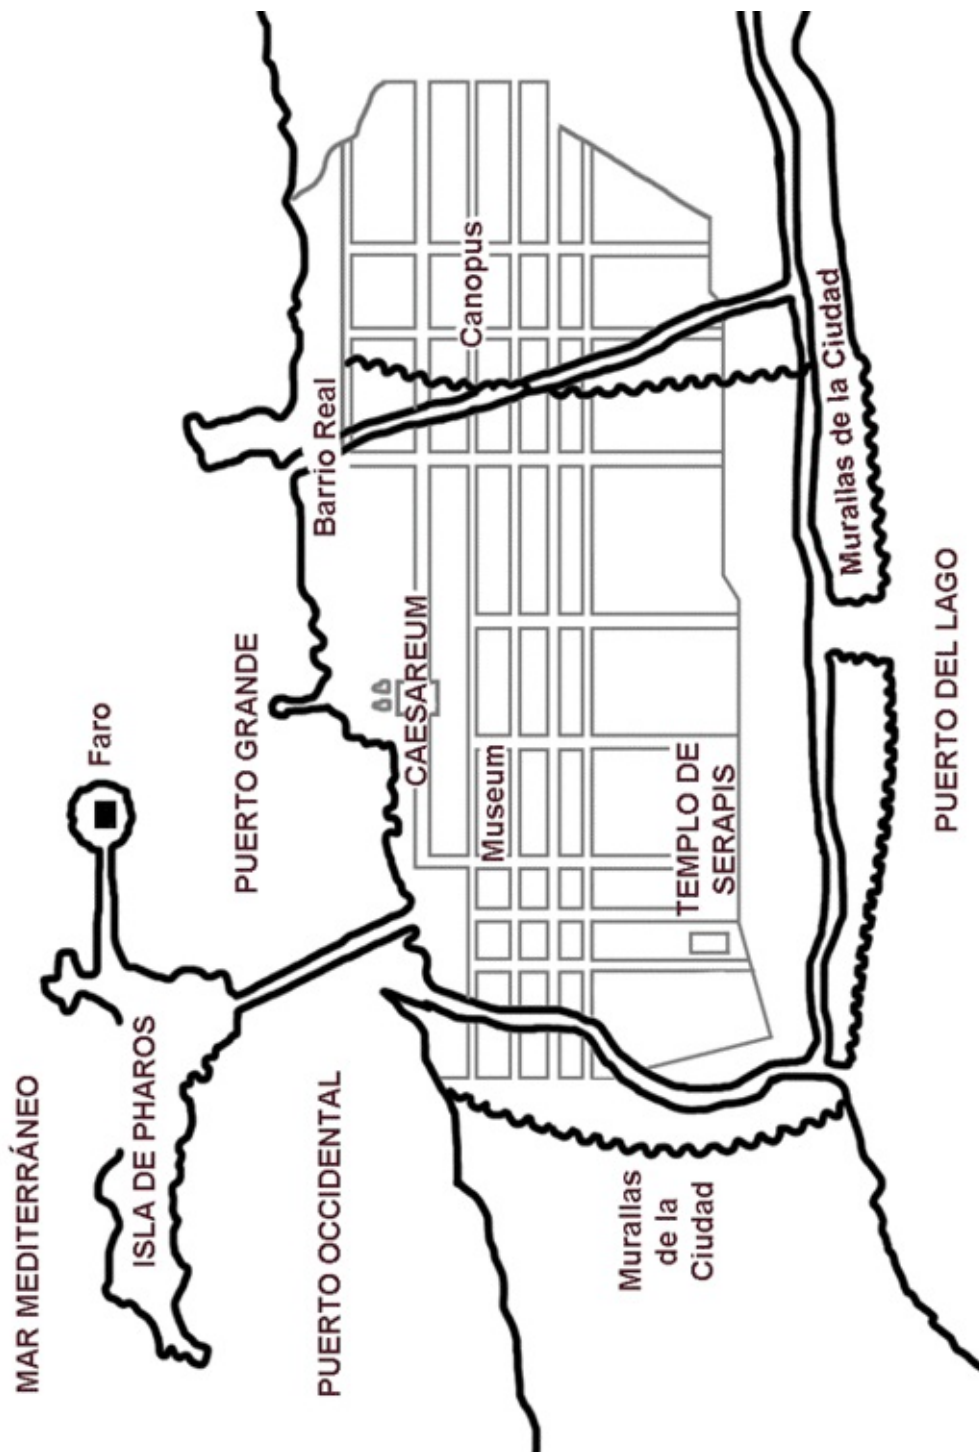 MAR MEDITERRÁNEO
ISLA DE PHAROS
Faro
PUERTO OCCIDENTAL
PUERTO GRANDE
Barrio Real
CAESAREUM
Canopus
Museum
Murallas
de la
Ciudad
TEMPLO DE
SERAPIS
Murallas de la Ciudad
PUERTO DEL LAGO